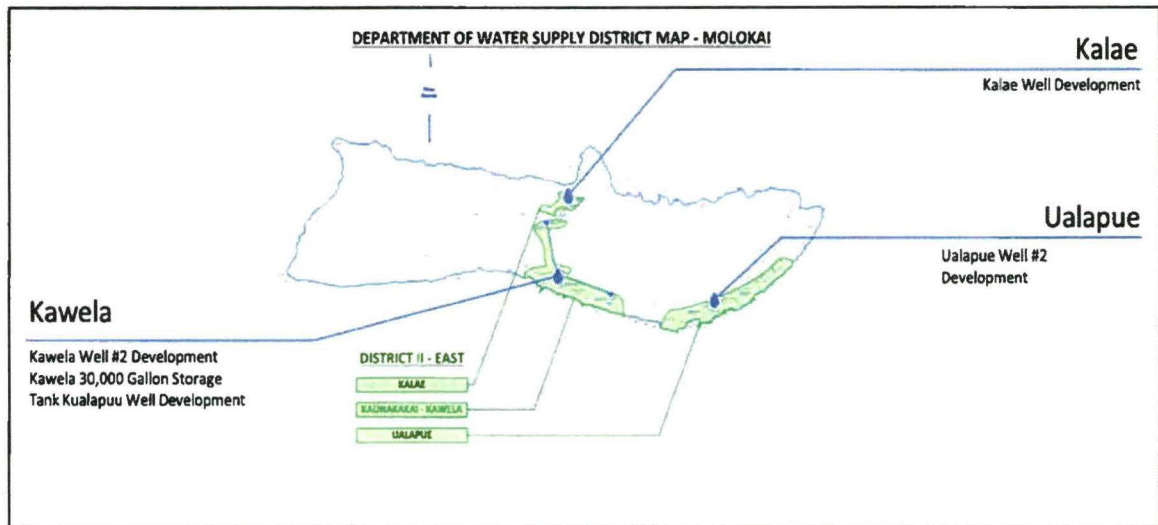 DEPARTMENT OF WATER SUPPLY DISTRICT MAP - MOLOKAI
Kalae
Kalae Well Development
Ualapue
Ualapue Well #2
Development
Kawela
Kawela Well #2 Development
Kawela 30,000 Gallon Storage
Tank Kualapuu Well Development
DISTRICT II - EAST
KALAE
KAUNAKAKAI - KAWELA
UALAPUE